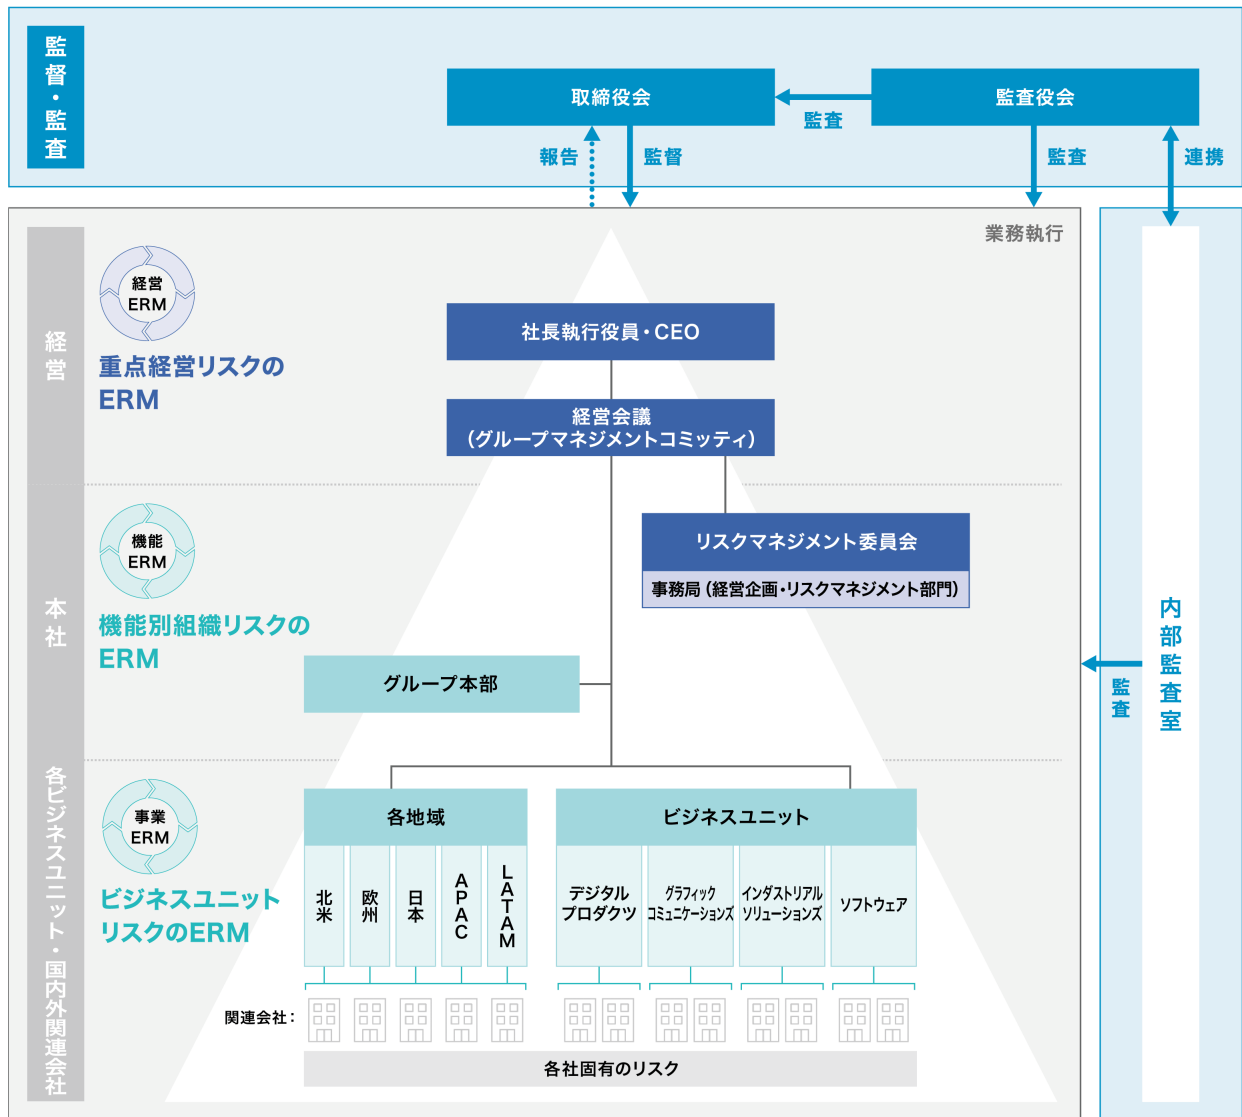 監督・監査
取締役会
監査役会
監査
報告
監督
監査
連携
業務執行
経営
経営
ERM
重点経営リスクの
ERM
社長執行役員・CEO
経営会議
（グループマネジメントコミッティ）
本社
機能
ERM
機能別組織リスクの
ERM
リスクマネジメント委員会
事務局（経営企画・リスクマネジメント部門）
グループ本部
監査
内部監査室
各ビジネスユニット・国内外関連会社
事業
ERM
ビジネスユニット
リスクのERM
各地域
北米
欧州
日本
APAC
LATAM
ビジネスユニット
デジタル
プロダクツ
グラフィック
コミュニケーションズ
インダストリアル
ソリューションズ
ソフトウェア
関連会社：
各社固有のリスク